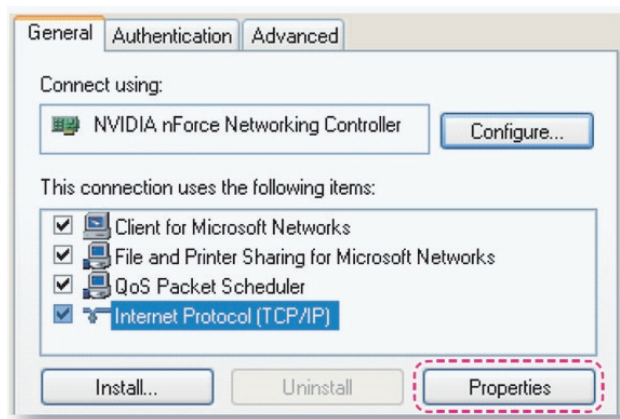 General Authentication Advanced
Connect using:
NVIDIA nForce Networking Controller Configure...
This connection uses the following items:
Client for Microsoft Networks
File and Printer Sharing for Microsoft Networks
QoS Packet Scheduler
Internet Protocol (TCP/IP)
Install... Uninstall Properties